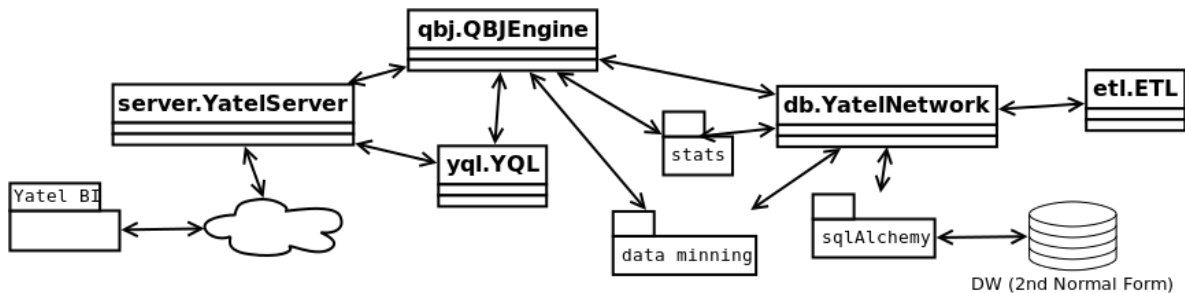 qbj.QBJEngine
server.YatelServer
db.YatelNetwork
etl.ETL
yql.YQL
stats
Yatel BI
data minning
sqlAlchemy
DW (2nd Normal Form)